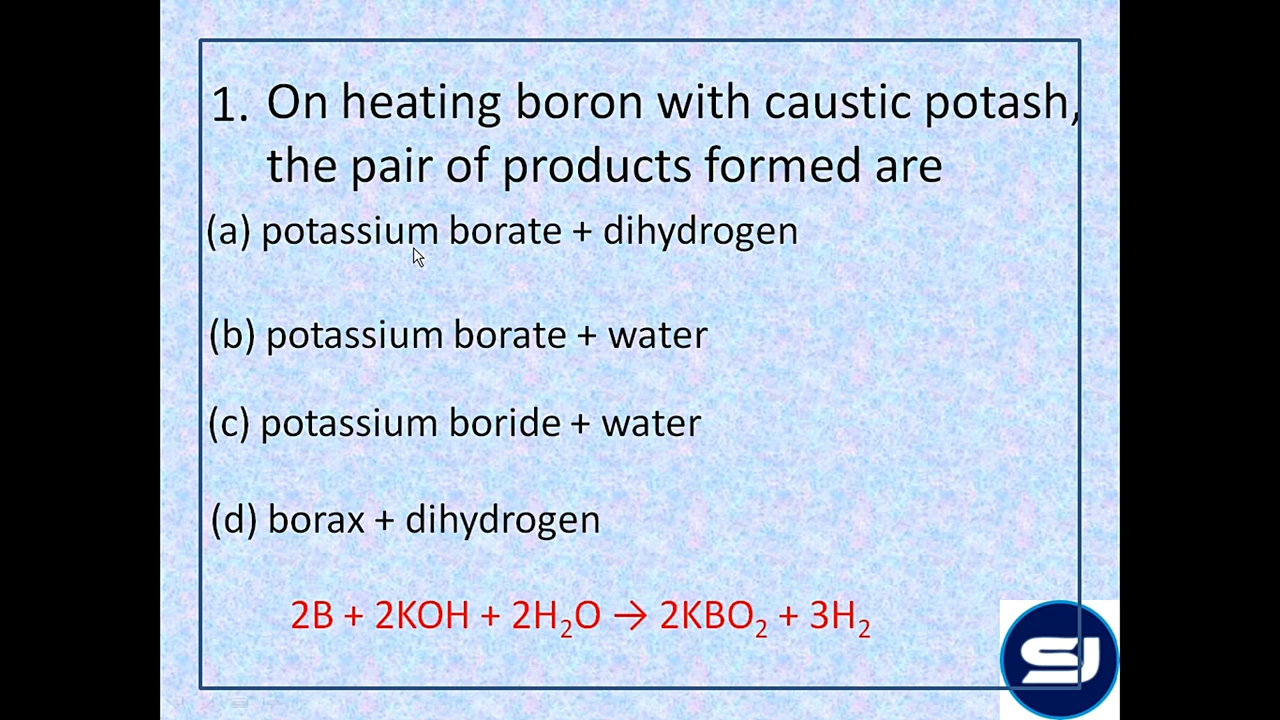 1. On heating boron with caustic potash,
the pair of products formed are
(a) potassium borate + dihydrogen
(b) potassium borate + water
(c) potassium boride + water
(d) borax + dihydrogen
2B + 2KOH + 2H₂O → 2KBO₂ + 3H₂
SJ